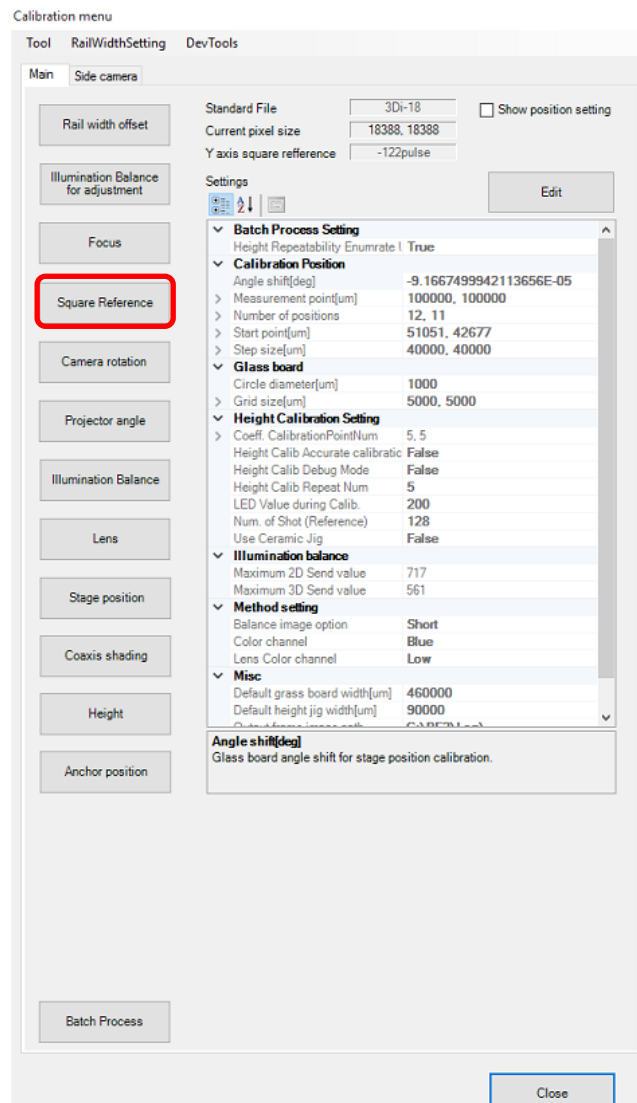 Calibration menu
Tool RailWidthSetting DevTools
Main Side camera
Rail width offset
Illumination Balance
for adjustment
Focus
Square Reference
Camera rotation
Projector angle
Illumination Balance
Lens
Stage position
Coaxis shading
Height
Anchor position
Batch Process
Standard File 3Di-18 Show position setting
Current pixel size 18388, 18388
Y axis square refference -122pulse
Settings
Edit
Batch Process Setting
Height Repeatability Enumrate True
Calibration Position
Angle shift[deg] -9.1667499942113656E-05
Measurement point[um] 100000, 100000
Number of positions 12, 11
Start point[um] 51051, 42677
Step size[um] 40000, 40000
Glass board
Circle diameter[um] 1000
Grid size[um] 5000, 5000
Height Calibration Setting
Coeff. CalibrationPointNum 5, 5
Height Calib Accurate calibratic False
Height Calib Debug Mode False
Height Calib Repeat Num 5
LED Value during Calib. 200
Num. of Shot (Reference) 128
Use Ceramic Jig False
Illumination balance
Maximum 2D Send value 717
Maximum 3D Send value 561
Method setting
Balance image option Short
Color channel Blue
Lens Color channel Low
Misc
Default grass board width[um] 460000
Default height jig width[um] 90000
Angle shift[deg]
Glass board angle shift for stage position calibration.
Close